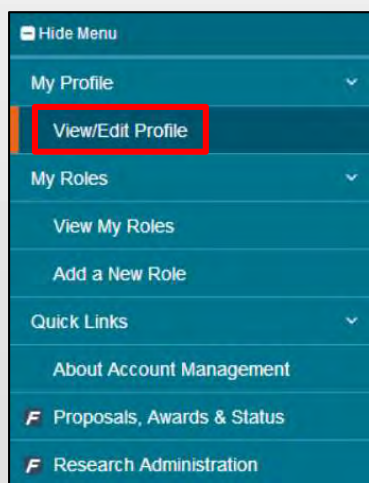 Hide Menu
My Profile
View/Edit Profile
My Roles
View My Roles
Add a New Role
Quick Links
About Account Management
F Proposals, Awards & Status
F Research Administration